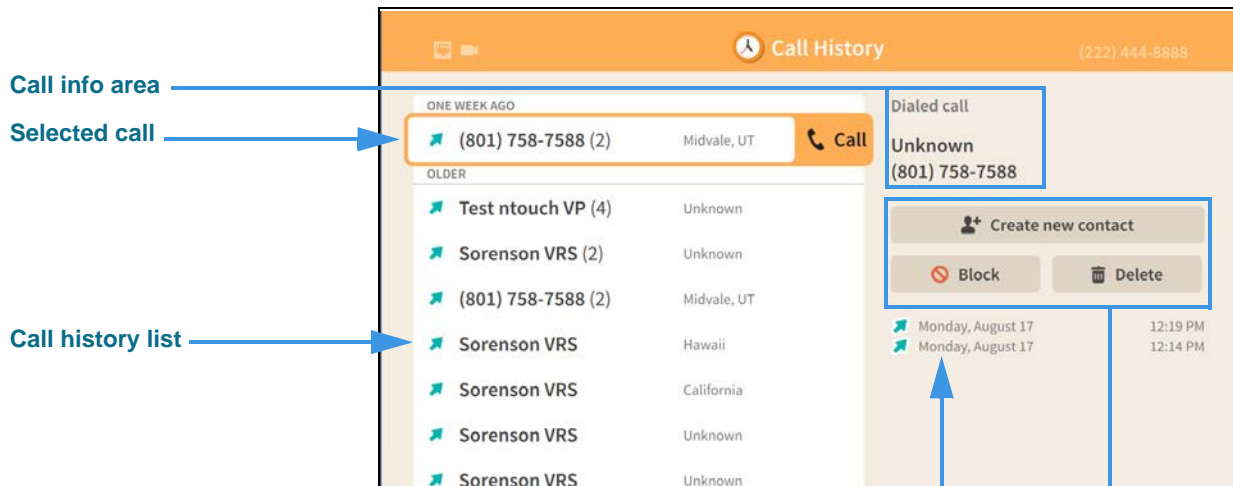 Call History
(222) 444-8888
Call info area
Selected call
Call history list
ONE WEEK AGO
(801) 758-7588 (2) Midvale, UT Call
OLDER
Test ntouch VP (4) Unknown
Sorenson VRS (2) Unknown
(801) 758-7588 (2) Midvale, UT
Sorenson VRS Hawaii
Sorenson VRS California
Sorenson VRS Unknown
Sorenson VRS Unknown
Dialed call
Unknown
(801) 758-7588
Create new contact
Block Delete
Monday, August 17 12:19 PM
Monday, August 17 12:14 PM